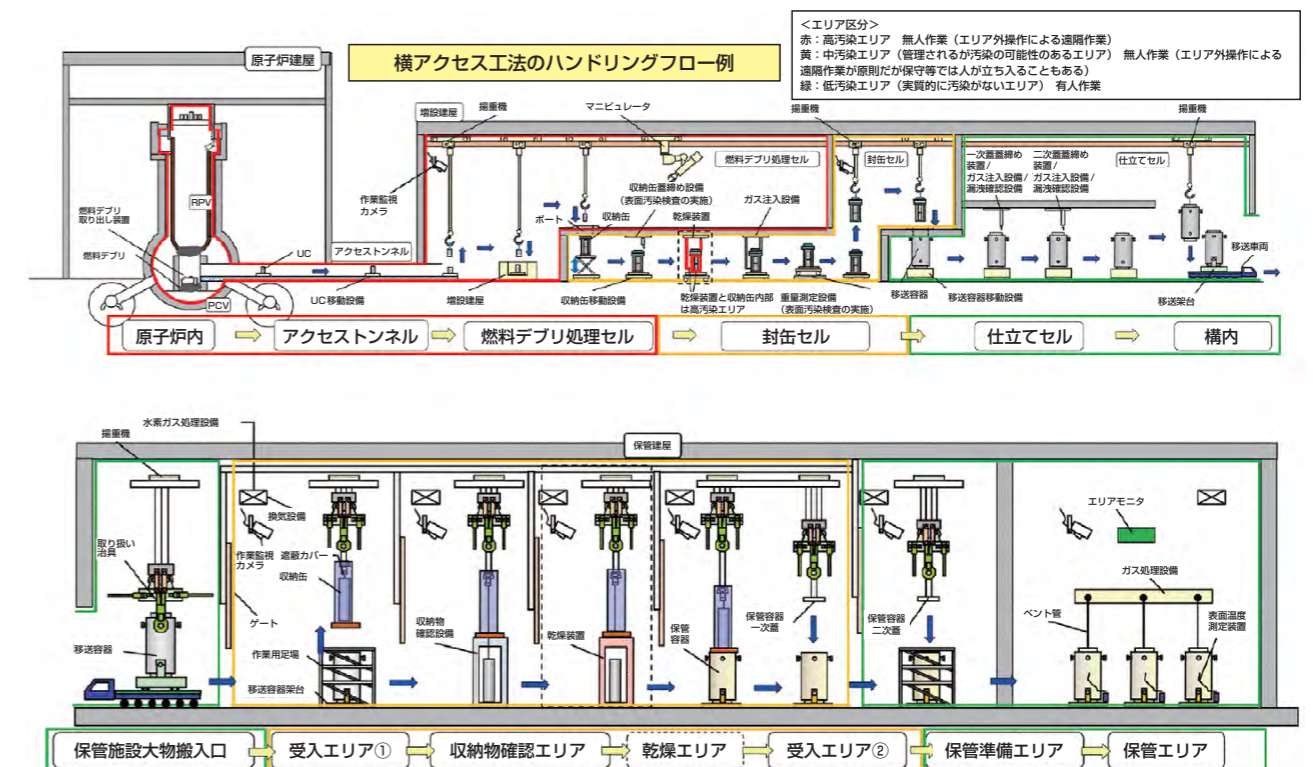 <エリア区分>
赤：高汚染エリア　無人作業（エリア外操作による遠隔作業）
黄：中汚染エリア（管理されるが汚染の可能性のあるエリア）　無人作業（エリア外操作による
遠隔作業が原則だが保守等では人が立ち入ることもある）
緑：低汚染エリア（実質的に汚染がないエリア）　有人作業
原子炉建屋
横アクセス工法のハンドリングフロー例
増設建屋
揚重機
マニピュレータ
揚重機
揚重機
作業監視
カメラ
燃料デブリ処理セル
封缶セル
一次蓋蓋締め
装置/
ガス注入設備/
漏洩確認設備
二次蓋蓋締め
装置/
ガス注入設備/
漏洩確認設備
仕立てセル
収納缶蓋締め設備
（表面汚染検査の実施）
ガス注入設備
RPV
燃料デブリ
取り出し装置
燃料デブリ
ポート
収納缶
乾燥装置
UC
アクセストンネル
移送車両
PCV
UC移動設備
増設建屋
収納缶移動設備
乾燥装置と収納缶内部
は高汚染エリア
重量測定設備
（表面汚染検査の実施）
移送容器
移送容器移動設備
移送架台
原子炉内
アクセストンネル
燃料デブリ処理セル
封缶セル
仕立てセル
構内
水素ガス処理設備
揚重機
保管建屋
換気設備
エリアモニタ
取り扱い
治具
作業監視
カメラ
遮蔽カバー
収納缶
ガス処理設備
ゲート
収納物
確認設備
乾燥装置
保管
容器
保管容器
一次蓋
保管容器
二次蓋
ベント管
表面温度
測定装置
移送容器
作業用足場
移送容器架台
保管施設大物搬入口
受入エリア①
収納物確認エリア
乾燥エリア
受入エリア②
保管準備エリア
保管エリア